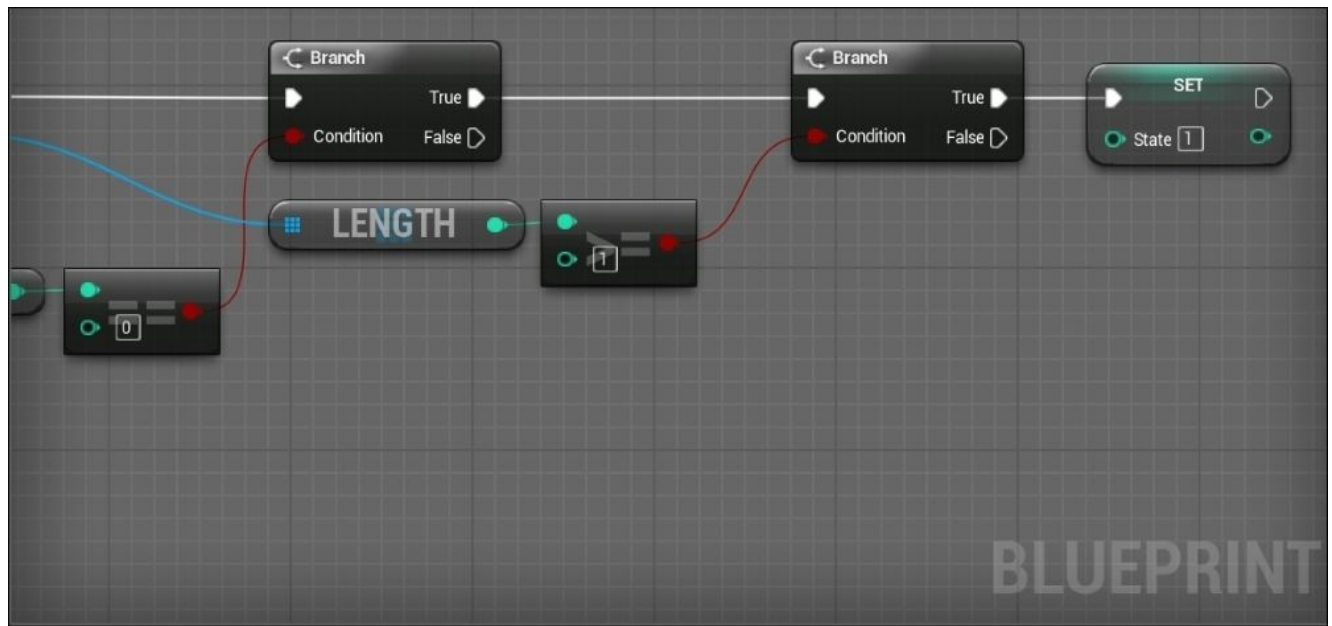 Branch
True
Condition
False
Branch
True
Condition
False
SET
State 1
LENGTH
>=
1
==
0
BLUEPRINT